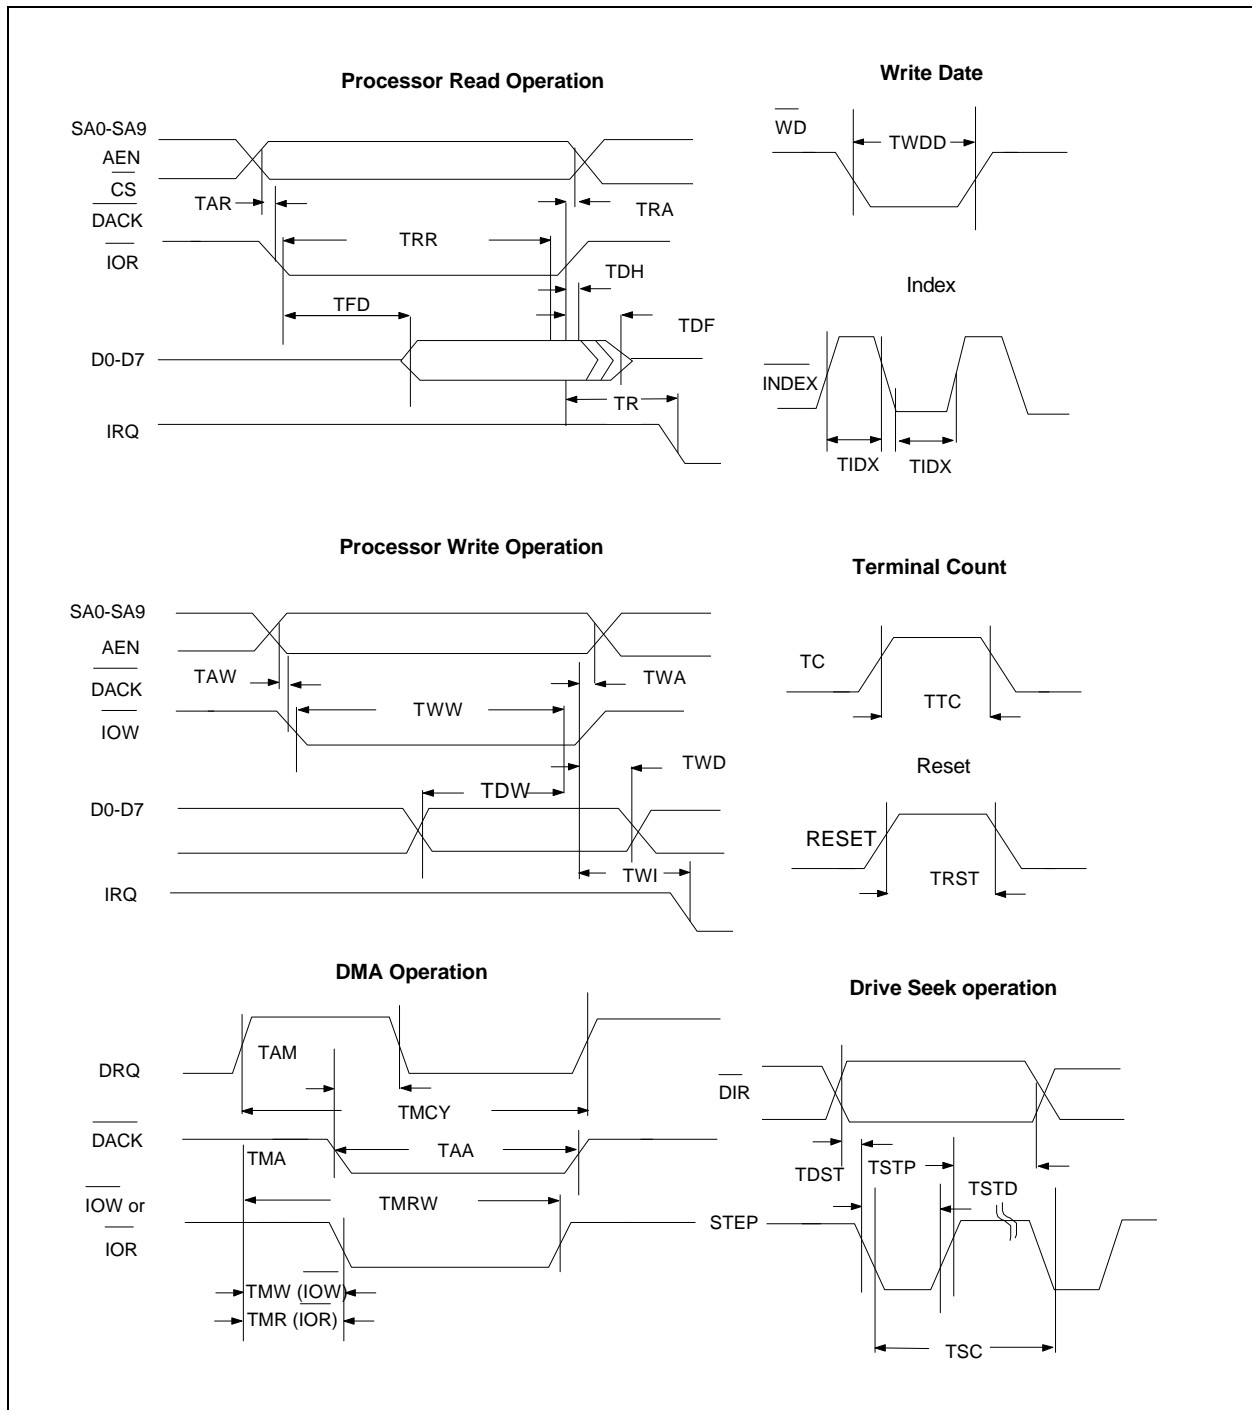 Processor Read Operation
SA0-SA9
AEN
CS
DACK
IOR
TAR
TRA
TRR
TDH
TFD
TDF
D0-D7
TR
IRQ
Write Date
WD
TWDD
Index
INDEX
TIDX
TIDX
Processor Write Operation
SA0-SA9
AEN
DACK
IOW
TAW
TWA
TWW
TWD
TDW
D0-D7
TWI
IRQ
Terminal Count
TC
TTC
Reset
RESET
TRST
DMA Operation
DRQ
TAM
TMCY
DACK
TMA
TAA
IOW or
IOR
TMRW
TMW (IOW)
TMR (IOR)
Drive Seek operation
DIR
TDST
TSTP
TSTD
STEP
TSC